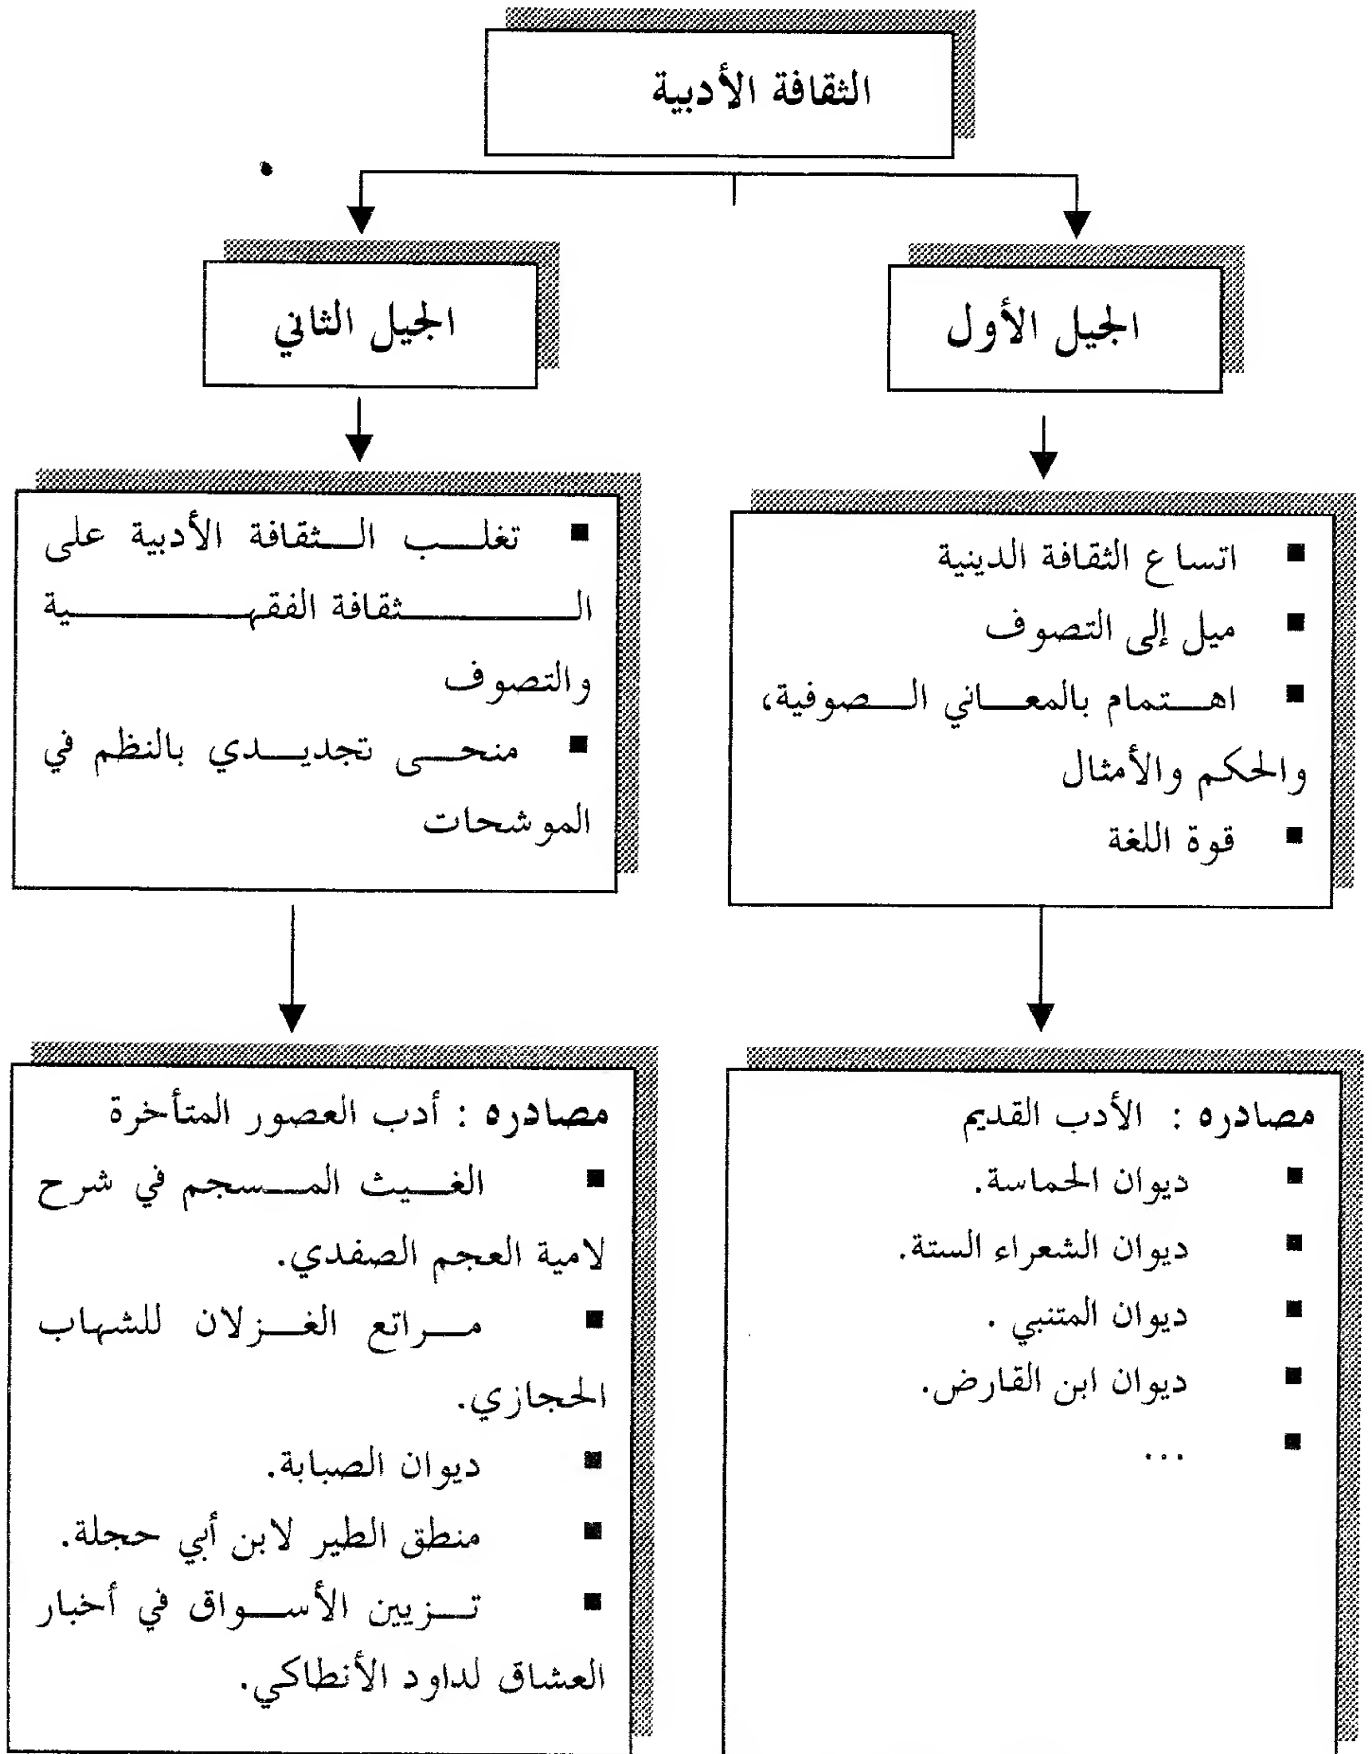 الثقافة الأدبية
الجيل الأول
الجيل الثاني
■ اتساع الثقافة الدينية
■ ميل إلى التصوف
■ اهتمام بالمعاني الصوفية،
والحكم والأمثال
■ قوة اللغة
■ تغلب الثقافة الأدبية على
الثقافة الفقهية
والتصوف
■ منحى تجديدي بالنظم في
الموشحات
مصادره : الأدب القديم
■ ديوان الحماسة.
■ ديوان الشعراء الستة.
■ ديوان المتنبي .
■ ديوان ابن القارض.
■ ...
مصادره : أدب العصور المتأخرة
■ الغيث المسجم في شرح
لامية العجم الصفدي.
■ مراتع الغزلان للشهاب
الحجازي.
■ ديوان الصبابة.
■ منطق الطير لابن أبي حجلة.
■ تزيين الأسواق في أخبار
العشاق لداود الأنطاكي.